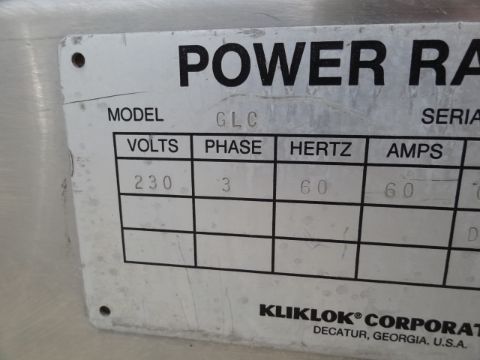 POWER RA
MODEL GLC SERIA
VOLTS PHASE HERTZ AMPS
230 3 60 60
D
KLIKLOK® CORPORAT
DECATUR, GEORGIA. U.S.A.